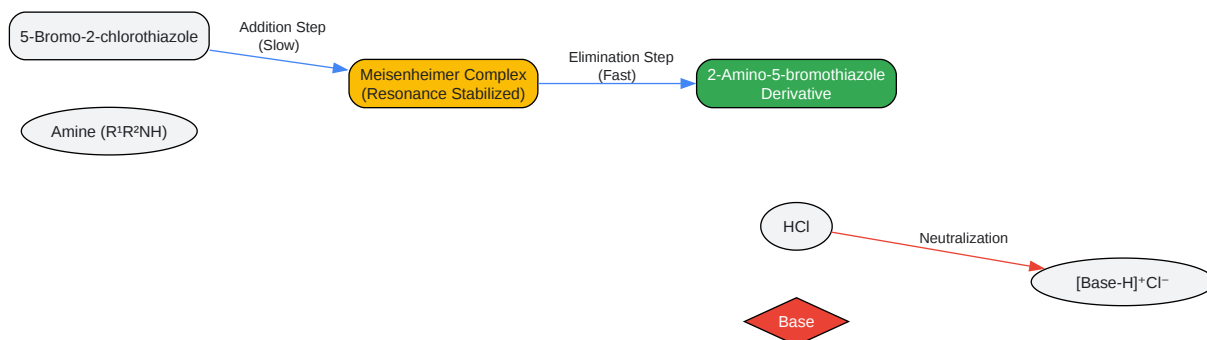 5-Bromo-2-chlorothiazole
Addition Step
(Slow)
Meisenheimer Complex
(Resonance Stabilized)
Elimination Step
(Fast)
2-Amino-5-bromothiazole
Derivative
Amine (R¹R²NH)
HCl
Neutralization
[Base-H]⁺Cl⁻
Base